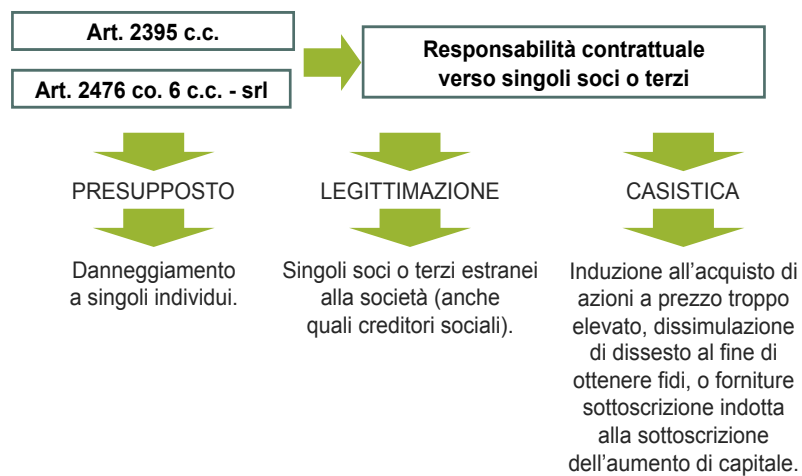 Art. 2395 c.c.
Art. 2476 co. 6 c.c. - srl
Responsabilità contrattuale
verso singoli soci o terzi
PRESUPPOSTO
Danneggiamento
a singoli individui.
LEGITTIMAZIONE
Singoli soci o terzi estranei
alla società (anche
quali creditori sociali).
CASISTICA
Induzione all’acquisto di
azioni a prezzo troppo
elevato, dissimulazione
di dissesto al fine di
ottenere fidi, o forniture
sottoscrizione indotta
alla sottoscrizione
dell’aumento di capitale.